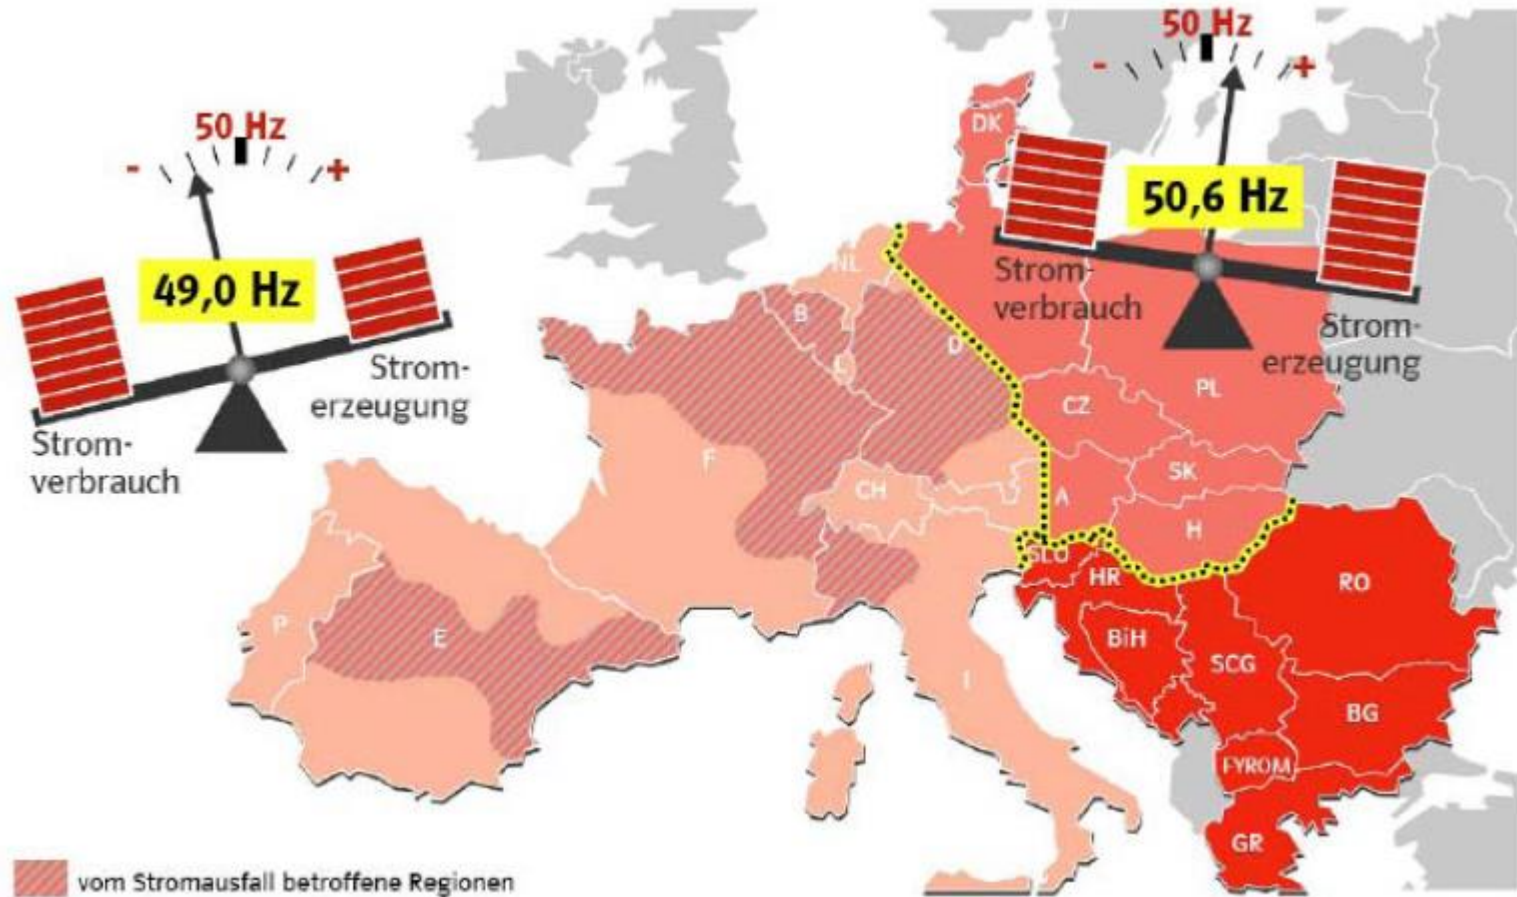 50 Hz
- +
49,0 Hz
Strom-
verbrauch
Strom-
erzeugung
50 Hz
- +
50,6 Hz
Strom-
verbrauch
Strom-
erzeugung
DK
NL
B
L
D
PL
CZ
SK
F
CH
A
H
SLO
HR
RO
P
E
BiH
SCG
I
BG
FYROM
GR
vom Stromausfall betroffene Regionen